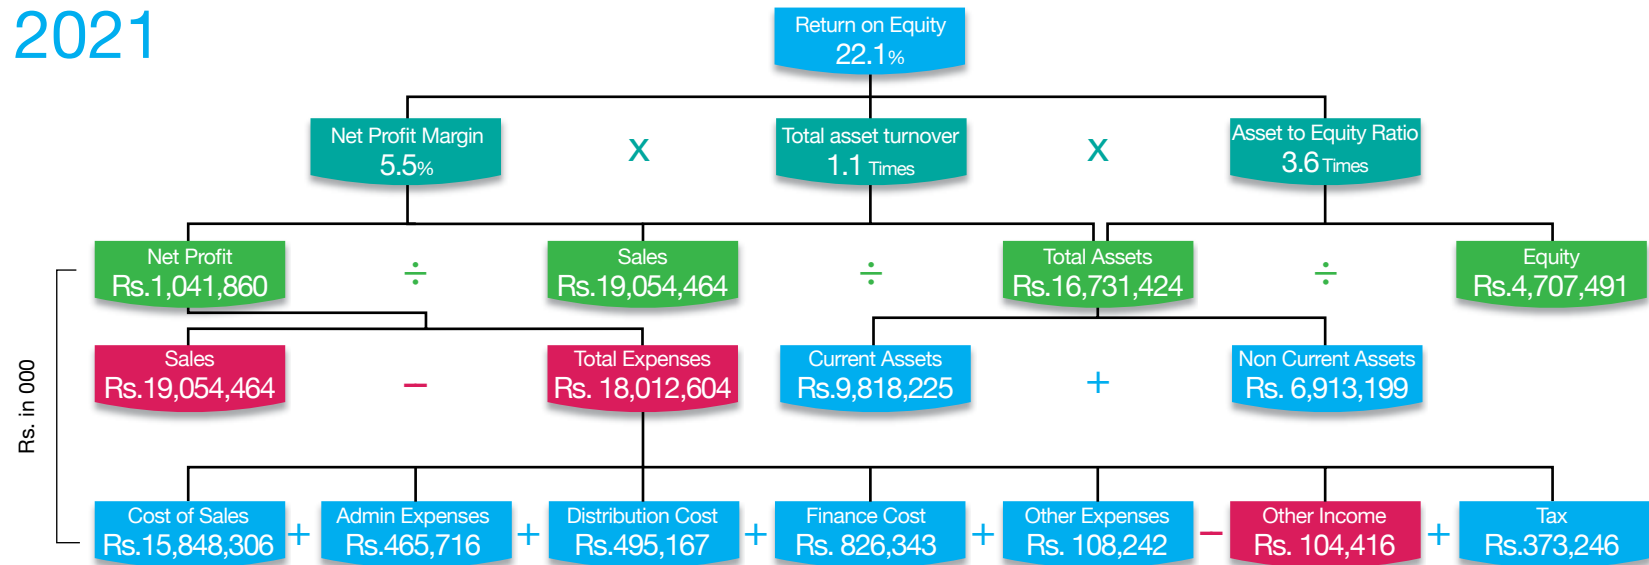 2021
Return on Equity
22.1%
Net Profit Margin
5.5%
x
Total asset turnover
1.1 Times
x
Asset to Equity Ratio
3.6 Times
Net Profit
Rs.1,041,860
÷
Sales
Rs.19,054,464
÷
Total Assets
Rs.16,731,424
÷
Equity
Rs.4,707,491
Rs. in 000
Sales
Rs.19,054,464
–
Total Expenses
Rs. 18,012,604
Current Assets
Rs.9,818,225
+
Non Current Assets
Rs. 6,913,199
Cost of Sales
Rs.15,848,306
+
Admin Expenses
Rs.465,716
+
Distribution Cost
Rs.495,167
+
Finance Cost
Rs. 826,343
+
Other Expenses
Rs. 108,242
–
Other Income
Rs. 104,416
+
Tax
Rs.373,246